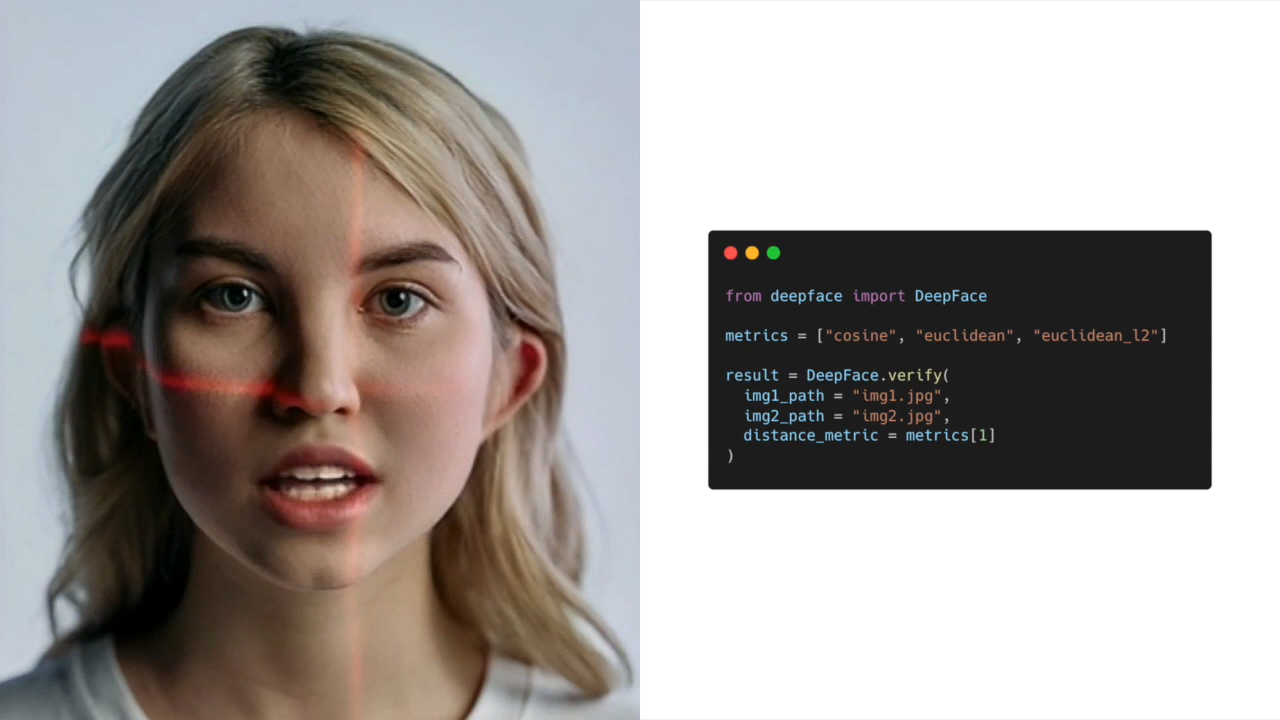 from deepface import DeepFace
metrics = ["cosine", "euclidean", "euclidean_l2"]
result = DeepFace.verify(
  img1_path = "img1.jpg",
  img2_path = "img2.jpg",
  distance_metric = metrics[1]
)